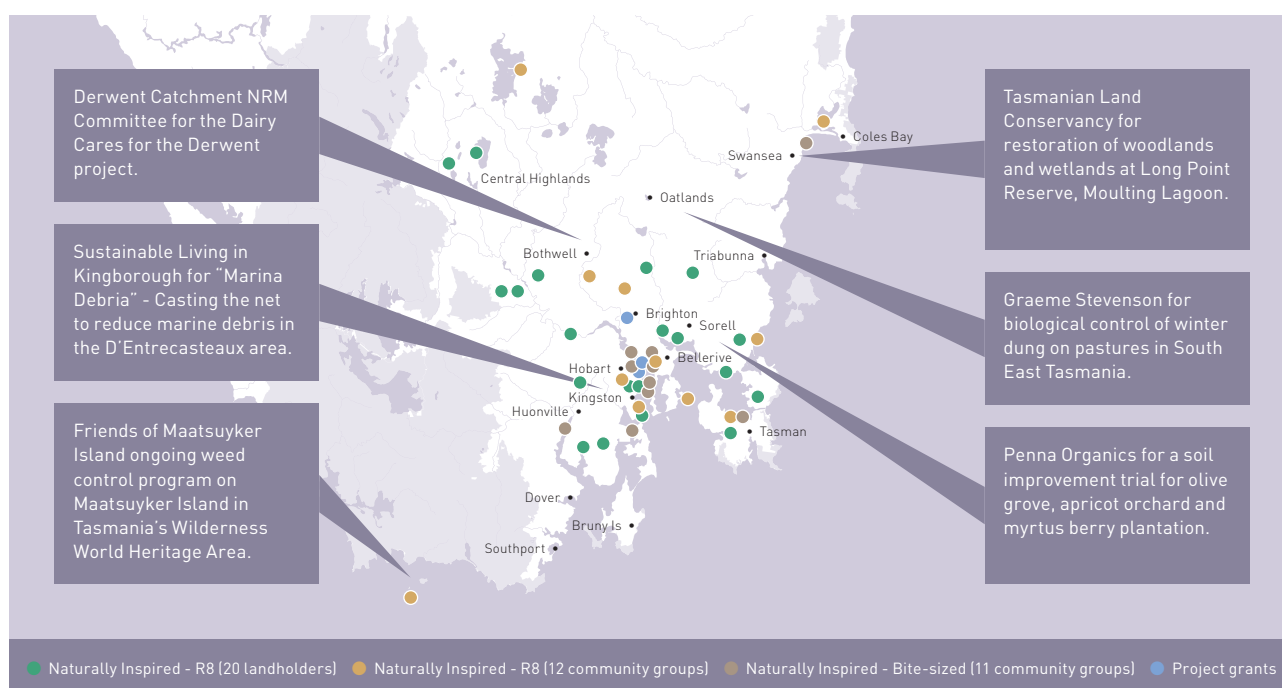 Derwent Catchment NRM
Committee for the Dairy
Cares for the Derwent
project.
Sustainable Living in
Kingborough for “Marina
Debria” - Casting the net
to reduce marine debris in
the D’Entrecasteaux area.
Friends of Maatsuyker
Island ongoing weed
control program on
Maatsuyker Island in
Tasmania’s Wilderness
World Heritage Area.
Coles Bay
Swansea
Central Highlands
Oatlands
Bothwell
Triabunna
Brighton
Sorell
Bellerive
Hobart
Kingston
Huonville
Tasman
Dover
Bruny Is
Southport
Tasmanian Land
Conservancy for
restoration of woodlands
and wetlands at Long Point
Reserve, Moulting Lagoon.
Graeme Stevenson for
biological control of winter
dung on pastures in South
East Tasmania.
Penna Organics for a soil
improvement trial for olive
grove, apricot orchard and
myrtus berry plantation.
Naturally Inspired - R8 (20 landholders) Naturally Inspired - R8 (12 community groups) Naturally Inspired - Bite-sized (11 community groups) Project grants